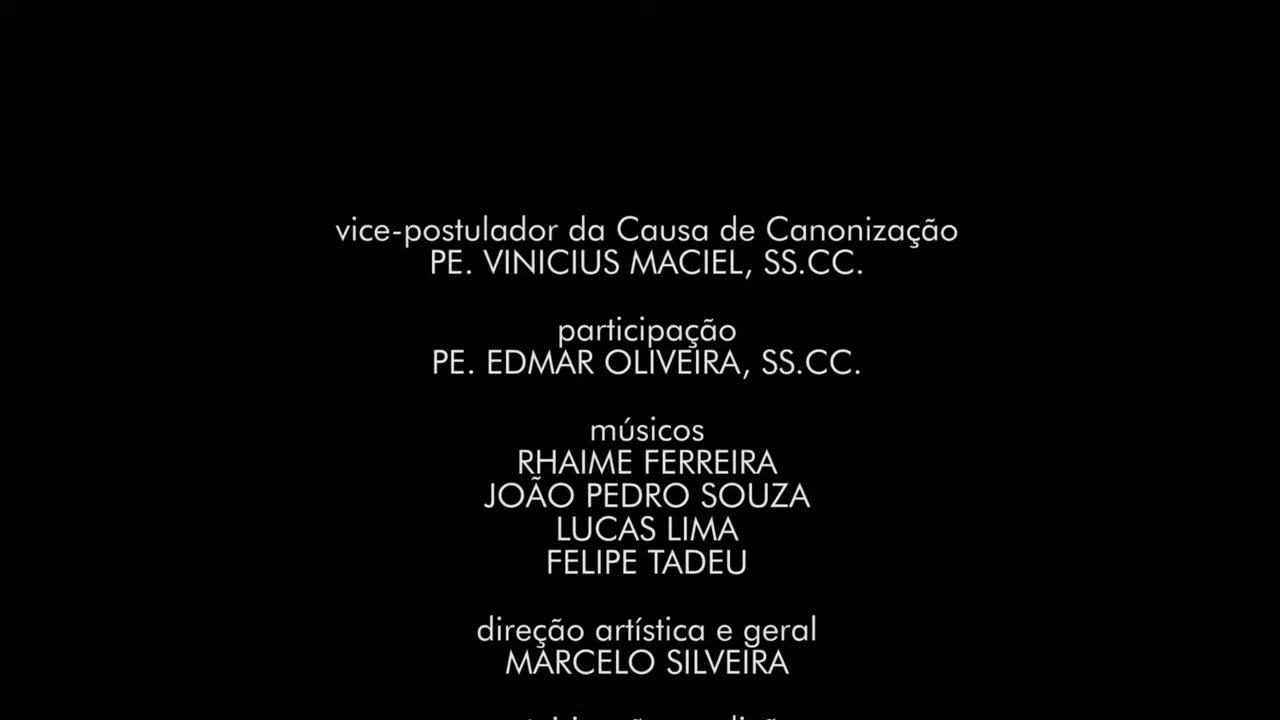 vice-postulador da Causa de Canonização
PE. VINICIUS MACIEL, SS.CC.
participação
PE. EDMAR OLIVEIRA, SS.CC.
músicos
RHAIME FERREIRA
JOÃO PEDRO SOUZA
LUCAS LIMA
FELIPE TADEU
direção artística e geral
MARCELO SILVEIRA